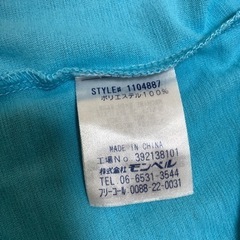 STYLE# 1104887
ポリエステル100%
MADE IN CHINA
工場No. 392138101
株式会社モンベル
TEL 06-6531-3544
フリーコール 0088-22-0031